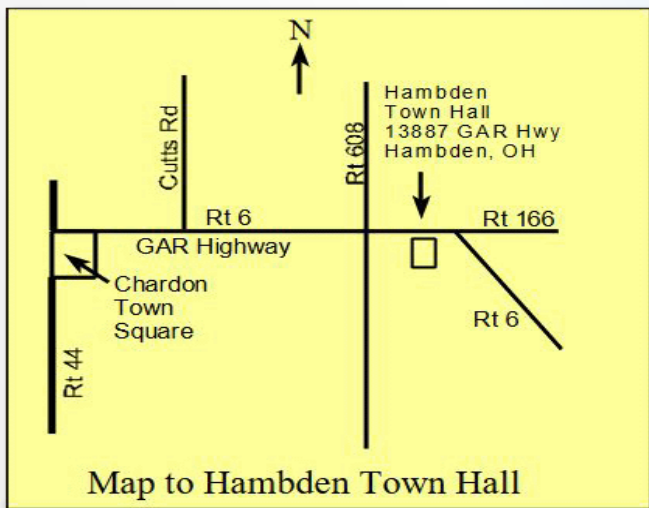 N
Hambden
Town Hall
13887 GAR Hwy
Hambden, OH
Cutts Rd
Rt 608
Rt 6
Rt 166
GAR Highway
Chardon
Town
Square
Rt 6
Rt 44
Map to Hambden Town Hall